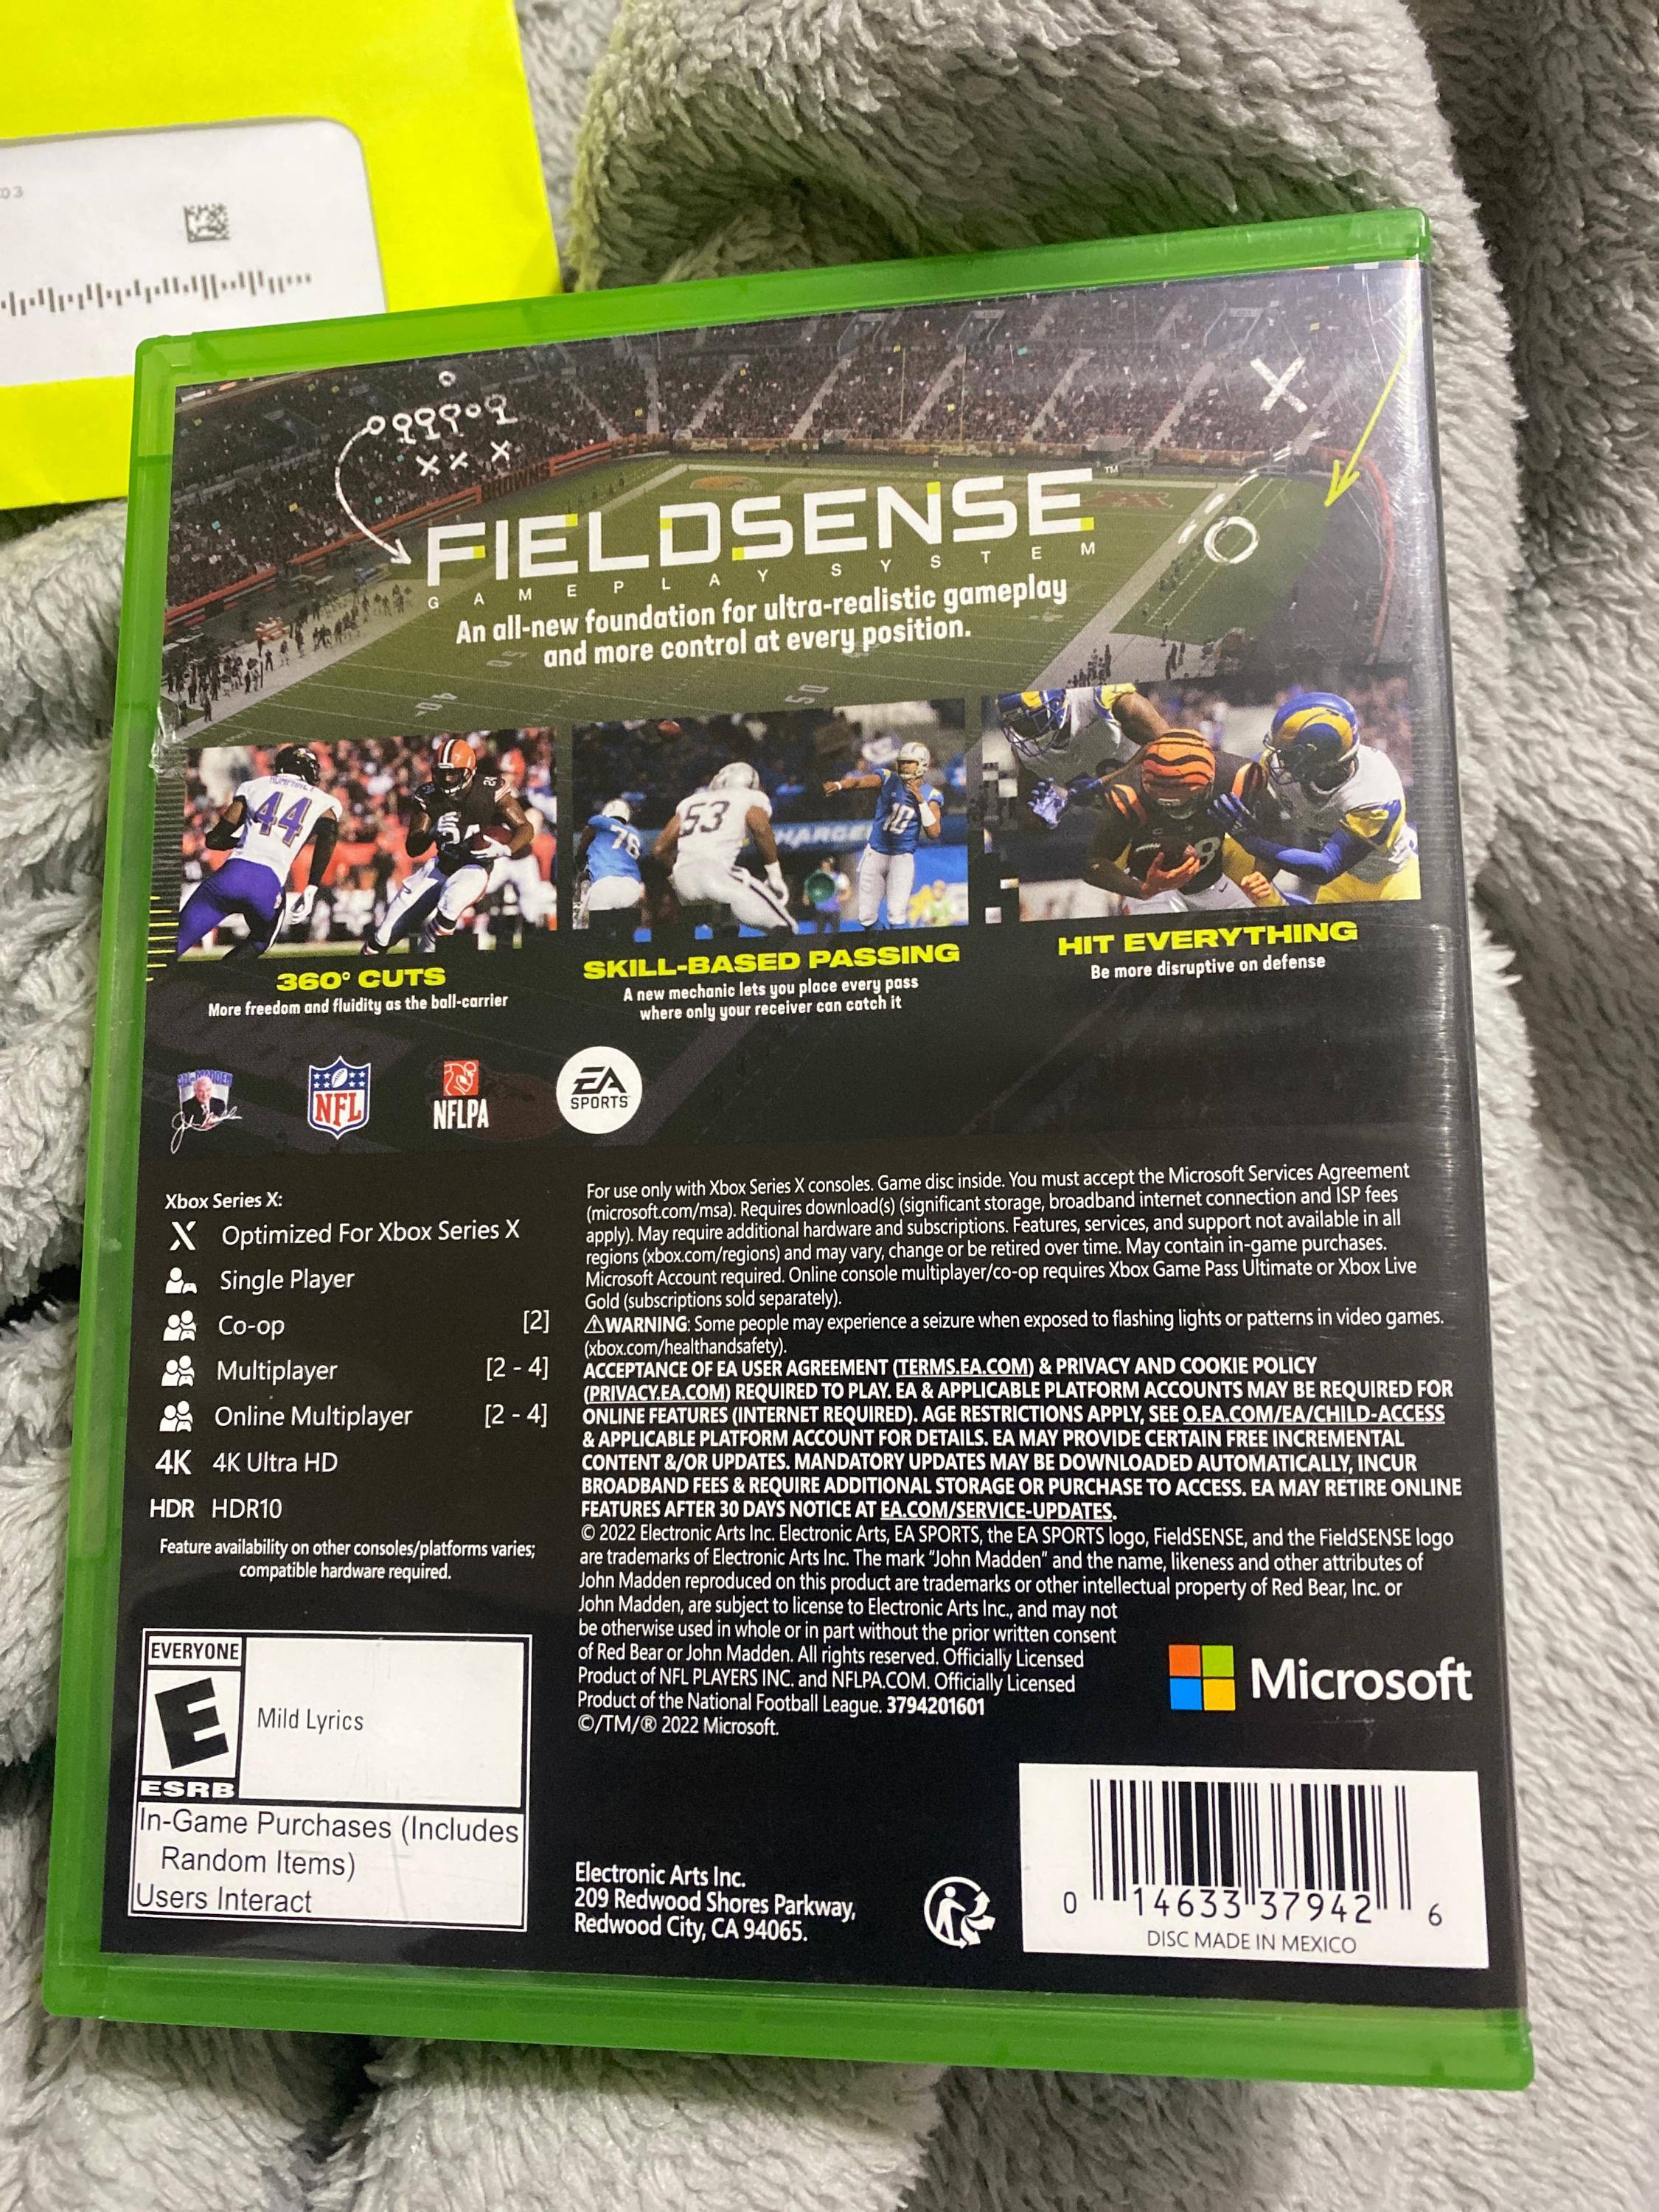 03
BROWNS
FIELDSENSE™
GAMEPLAY SYSTEM
An all-new foundation for ultra-realistic gameplay
and more control at every position.
50
40
50
HUMPHREY
44
24
24
76
53
CHARGE
10
C
8
360° CUTS
More freedom and fluidity as the ball-carrier
SKILL-BASED PASSING
A new mechanic lets you place every pass
where only your receiver can catch it
HIT EVERYTHING
Be more disruptive on defense
NFL
NFLPA
EA
SPORTS
Xbox Series X:
X Optimized For Xbox Series X
Single Player
Co-op [2]
Multiplayer [2 - 4]
Online Multiplayer [2 - 4]
4K 4K Ultra HD
HDR HDR10
Feature availability on other consoles/platforms varies;
compatible hardware required.
For use only with Xbox Series X consoles. Game disc inside. You must accept the Microsoft Services Agreement
(microsoft.com/msa). Requires download(s) (significant storage, broadband internet connection and ISP fees
apply). May require additional hardware and subscriptions. Features, services, and support not available in all
regions (xbox.com/regions) and may vary, change or be retired over time. May contain in-game purchases.
Microsoft Account required. Online console multiplayer/co-op requires Xbox Game Pass Ultimate or Xbox Live
Gold (subscriptions sold separately).
⚠WARNING: Some people may experience a seizure when exposed to flashing lights or patterns in video games.
(xbox.com/healthandsafety).
ACCEPTANCE OF EA USER AGREEMENT (TERMS.EA.COM) & PRIVACY AND COOKIE POLICY
(PRIVACY.EA.COM) REQUIRED TO PLAY. EA & APPLICABLE PLATFORM ACCOUNTS MAY BE REQUIRED FOR
ONLINE FEATURES (INTERNET REQUIRED). AGE RESTRICTIONS APPLY, SEE O.EA.COM/EA/CHILD-ACCESS
& APPLICABLE PLATFORM ACCOUNT FOR DETAILS. EA MAY PROVIDE CERTAIN FREE INCREMENTAL
CONTENT &/OR UPDATES. MANDATORY UPDATES MAY BE DOWNLOADED AUTOMATICALLY, INCUR
BROADBAND FEES & REQUIRE ADDITIONAL STORAGE OR PURCHASE TO ACCESS. EA MAY RETIRE ONLINE
FEATURES AFTER 30 DAYS NOTICE AT EA.COM/SERVICE-UPDATES.
© 2022 Electronic Arts Inc. Electronic Arts, EA SPORTS, the EA SPORTS logo, FieldSENSE, and the FieldSENSE logo
are trademarks of Electronic Arts Inc. The mark “John Madden” and the name, likeness and other attributes of
John Madden reproduced on this product are trademarks or other intellectual property of Red Bear, Inc. or
John Madden, are subject to license to Electronic Arts Inc., and may not
be otherwise used in whole or in part without the prior written consent
of Red Bear or John Madden. All rights reserved. Officially Licensed
Product of NFL PLAYERS INC. and NFLPA.COM. Officially Licensed
Product of the National Football League. 3794201601
©/TM/® 2022 Microsoft.
Microsoft
EVERYONE
E
ESRB
Mild Lyrics
In-Game Purchases (Includes
Random Items)
Users Interact
Electronic Arts Inc.
209 Redwood Shores Parkway,
Redwood City, CA 94065.
0 14633 37942 6
DISC MADE IN MEXICO